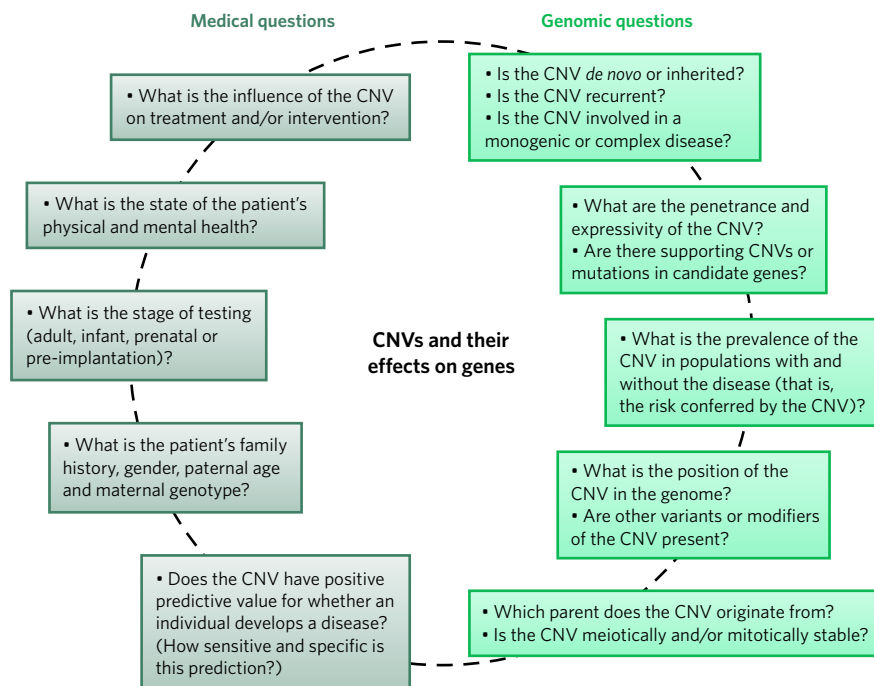 Medical questions
Genomic questions
• What is the influence of the CNV
on treatment and/or intervention?
• What is the state of the patient’s
physical and mental health?
• What is the stage of testing
(adult, infant, prenatal or
pre-implantation)?
• What is the patient’s family
history, gender, paternal age
and maternal genotype?
• Does the CNV have positive
predictive value for whether an
individual develops a disease?
(How sensitive and specific is
this prediction?)
CNVs and their
effects on genes
• Is the CNV de novo or inherited?
• Is the CNV recurrent?
• Is the CNV involved in a
monogenic or complex disease?
• What are the penetrance and
expressivity of the CNV?
• Are there supporting CNVs or
mutations in candidate genes?
• What is the prevalence of the
CNV in populations with and
without the disease (that is,
the risk conferred by the CNV)?
• What is the position of the
CNV in the genome?
• Are other variants or modifiers
of the CNV present?
• Which parent does the CNV originate from?
• Is the CNV meiotically and/or mitotically stable?